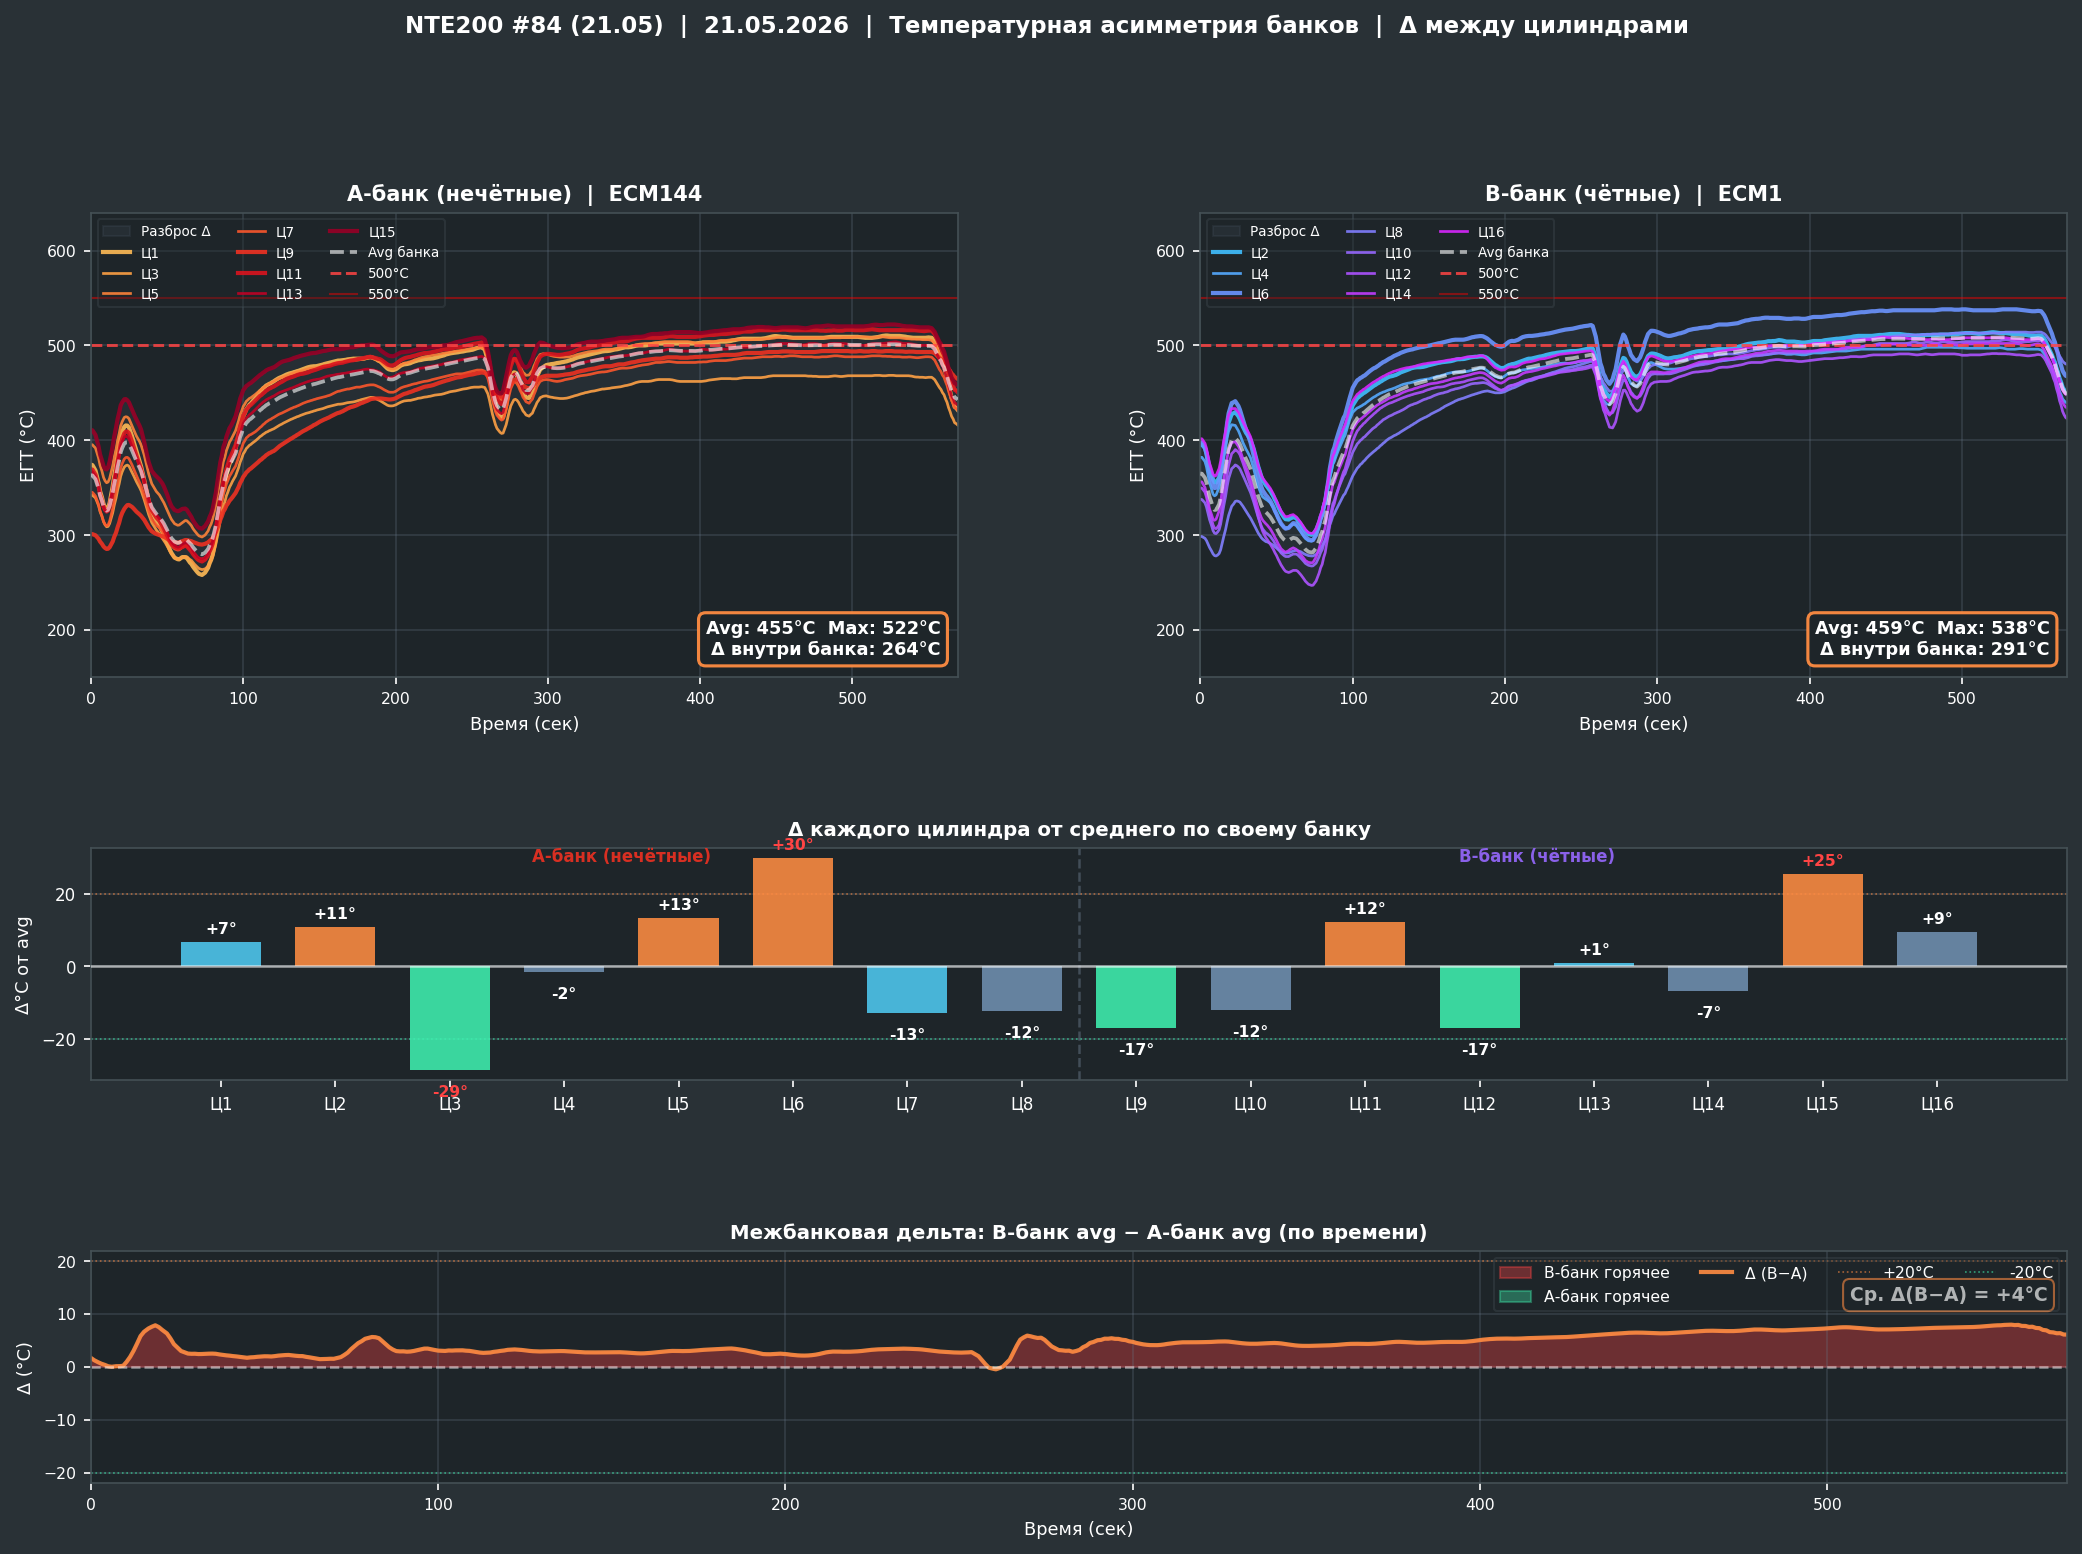 NTE200 #84 (21.05) | 21.05.2026 | Температурная асимметрия банков | Δ между цилиндрами
А-банк (нечётные) | ECM144
Разброс Δ
Ц1
Ц3
Ц5
Ц7
Ц9
Ц11
Ц13
Ц15
Avg банка
500°C
550°C
ЕГТ (°C)
600
500
400
300
200
Avg: 455°C Max: 522°C
Δ внутри банка: 264°C
0 100 200 300 400 500
Время (сек)
В-банк (чётные) | ECM1
Разброс Δ
Ц2
Ц4
Ц6
Ц8
Ц10
Ц12
Ц14
Ц16
Avg банка
500°C
550°C
ЕГТ (°C)
600
500
400
300
200
Avg: 459°C Max: 538°C
Δ внутри банка: 291°C
0 100 200 300 400 500
Время (сек)
Δ каждого цилиндра от среднего по своему банку
А-банк (нечётные)
В-банк (чётные)
Δ°C от avg
20
0
−20
+7°
+11°
-29°
-2°
+13°
+30°
-13°
-12°
-17°
-12°
+12°
-17°
+1°
-7°
+25°
+9°
Ц1 Ц2 Ц3 Ц4 Ц5 Ц6 Ц7 Ц8 Ц9 Ц10 Ц11 Ц12 Ц13 Ц14 Ц15 Ц16
Межбанковая дельта: В-банк avg − А-банк avg (по времени)
В-банк горячее
А-банк горячее
Δ (В−А)
+20°C
-20°C
Ср. Δ(В−А) = +4°C
Δ (°C)
20
10
0
−10
−20
0 100 200 300 400 500
Время (сек)